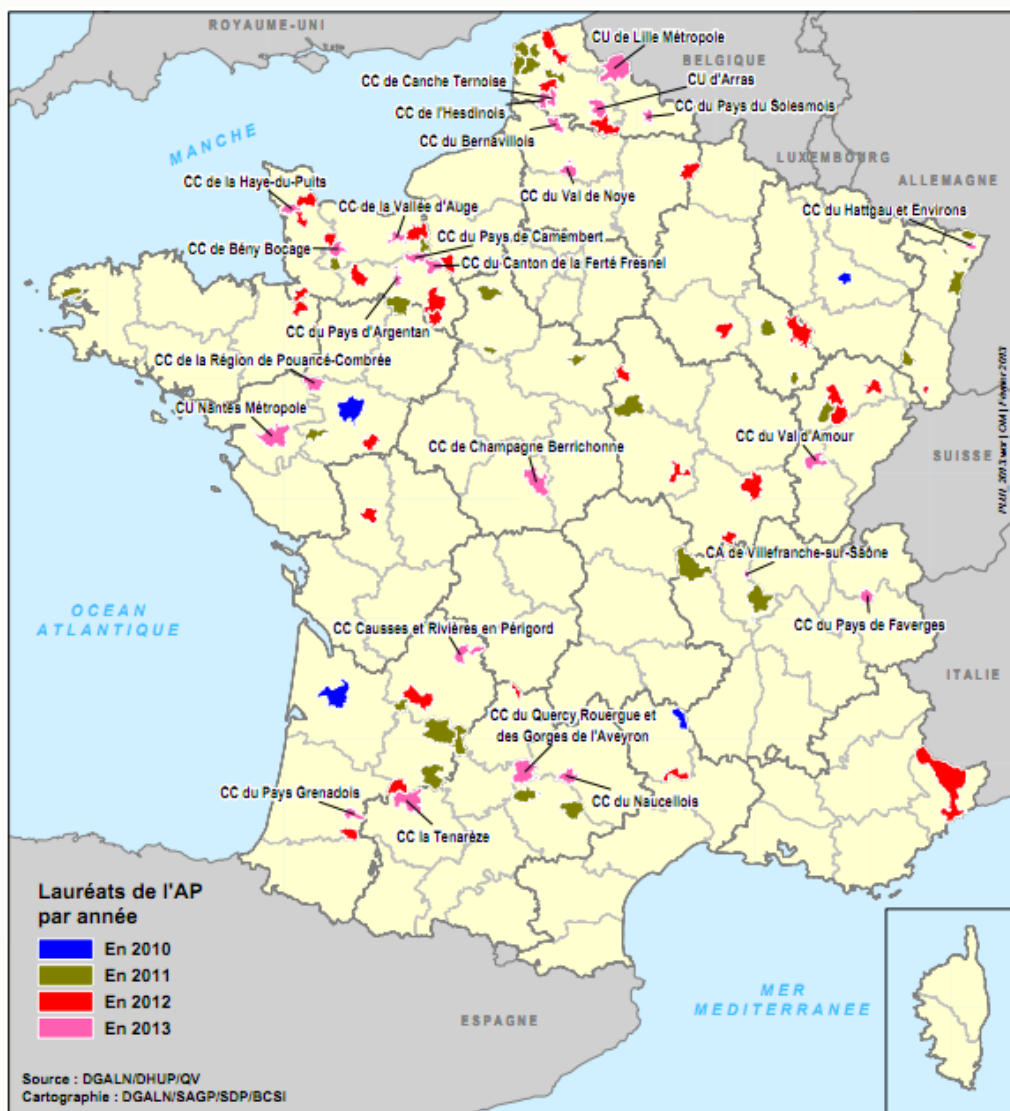 ROYAUME-UNI
CU de Lille Métropole
BELGIQUE
CC de Canche Ternoise
CU d'Arras
CC de l'Hesdinois
CC du Pays du Solesmois
CC du Bernavillois
MANCHE
LUXEMBOURG
ALLEMAGNE
CC de la Haye-du-Puits
CC du Val de Noye
CC de la Vallée d'Auge
CC du Hattgau et Environs
CC du Pays de Camembert
CC de Bény Bocage
CC du Canton de la Ferté Fresnel
CC du Pays d'Argentan
CC de la Région de Pouancé-Combrée
CU Nantes Métropole
CC de Champagne Berrichonne
CC du Val d'Amour
SUISSE
CA de Villefranche-sur-Saône
OCEAN
ATLANTIQUE
CC Causses et Rivières en Périgord
CC du Pays de Faverges
ITALIE
CC du Quercy Rouergue et
des Gorges de l'Aveyron
CC du Pays Grenadois
CC du Naucellois
CC la Tenarèze
Lauréats de l'AP
par année
En 2010
En 2011
En 2012
En 2013
MER
MEDITERRANEE
ESPAGNE
Source : DGALN/DHUP/QV
Cartographie : DGALN/SAGP/SDP/BCSI